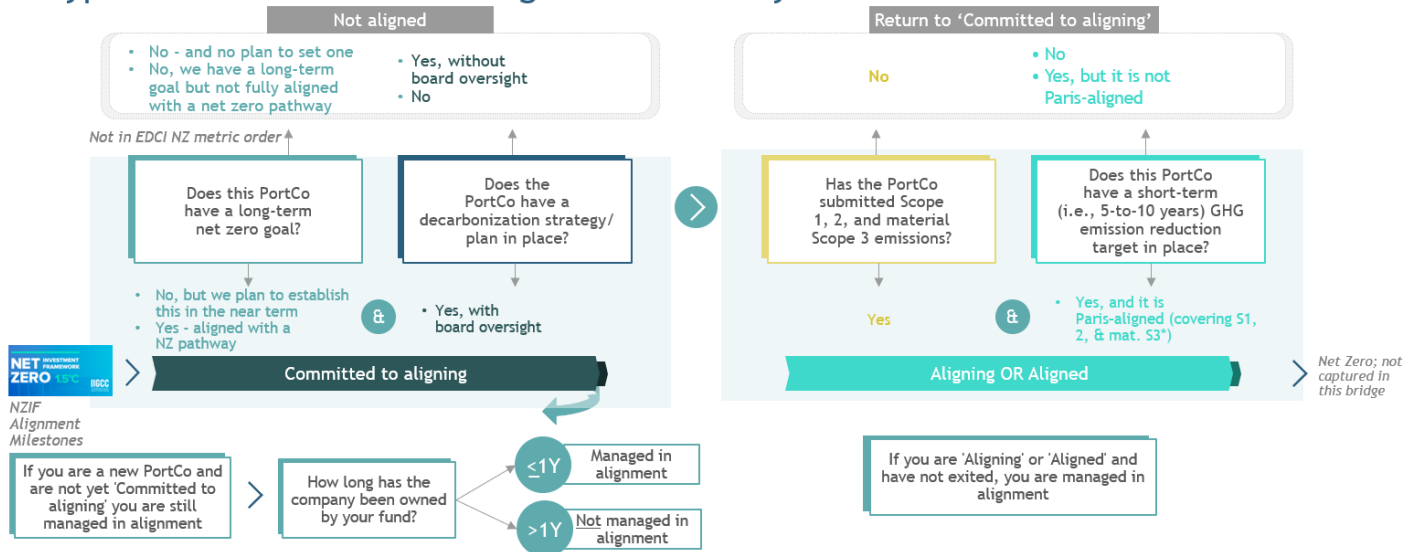 Not aligned
Return to ‘Committed to aligning’
• No - and no plan to set one
• No, we have a long-term
goal but not fully aligned
with a net zero pathway
• Yes, without
board oversight
• No
No
• No
• Yes, but it is not
Paris-aligned
Not in EDCI NZ metric order
Does this PortCo
have a long-term
net zero goal?
Does the
PortCo have a
decarbonization strategy/
plan in place?
Has the PortCo
submitted Scope
1, 2, and material
Scope 3 emissions?
Does this PortCo
have a short-term
(i.e., 5-to-10 years) GHG
emission reduction
target in place?
• No, but we plan to establish
this in the near term
• Yes - aligned with a
NZ pathway
&
• Yes, with
board oversight
Yes
&
• Yes, and it is
Paris-aligned (covering S1,
2, & mat. S3*)
NET INVESTMENT FRAMEWORK
ZERO 1.5°C IIGCC
Committed to aligning
Aligning OR Aligned
Net Zero; not
captured in
this bridge
NZIF
Alignment
Milestones
If you are a new PortCo and
are not yet 'Committed to
aligning' you are still
managed in alignment
How long has the
company been owned
by your fund?
≤1Y
Managed in
alignment
>1Y
Not managed in
alignment
If you are 'Aligning' or 'Aligned' and
have not exited, you are managed in
alignment